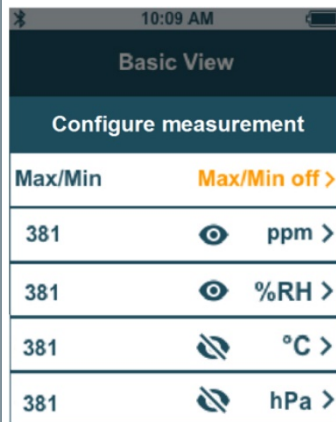 10:09 AM
Basic View
Configure measurement
Max/Min Max/Min off >
381 ppm >
381 %RH >
381 °C >
381 hPa >